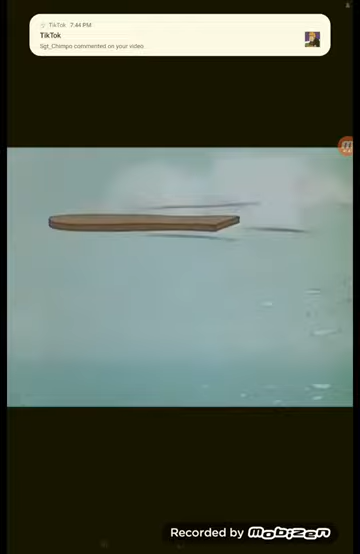 TikTok 7:44 PM
TikTok
Sgt_Chimpo commented on your video.
Recorded by mobizen